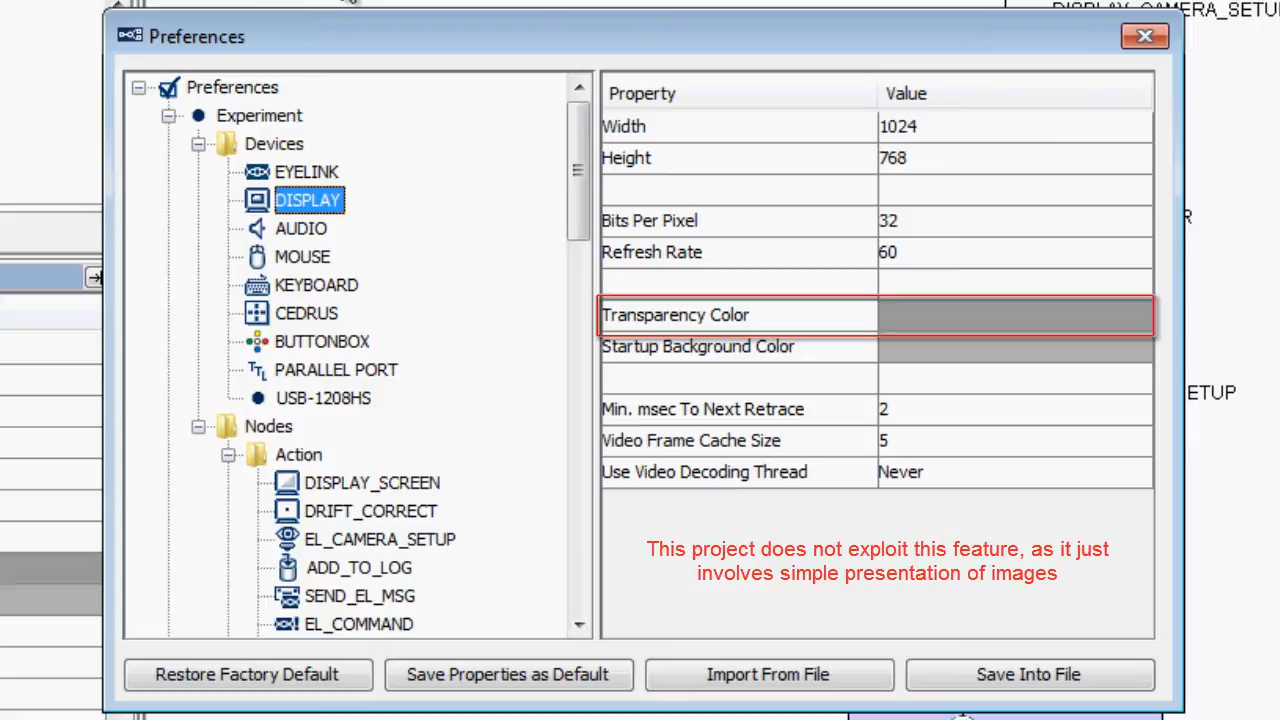 DISPLAY_CAMERA_SETUP
Preferences
Preferences
Experiment
Devices
EYELINK
DISPLAY
AUDIO
MOUSE
KEYBOARD
CEDRUS
BUTTONBOX
TTL PARALLEL PORT
USB-1208HS
Nodes
Action
DISPLAY_SCREEN
DRIFT_CORRECT
EL_CAMERA_SETUP
ADD_TO_LOG
SEND_EL_MSG
EL_COMMAND
Property Value
Width 1024
Height 768
Bits Per Pixel 32
Refresh Rate 60
Transparency Color
Startup Background Color
Min. msec To Next Retrace 2
Video Frame Cache Size 5
Use Video Decoding Thread Never
This project does not exploit this feature, as it just
involves simple presentation of images
R
ETUP
Restore Factory Default Save Properties as Default Import From File Save Into File